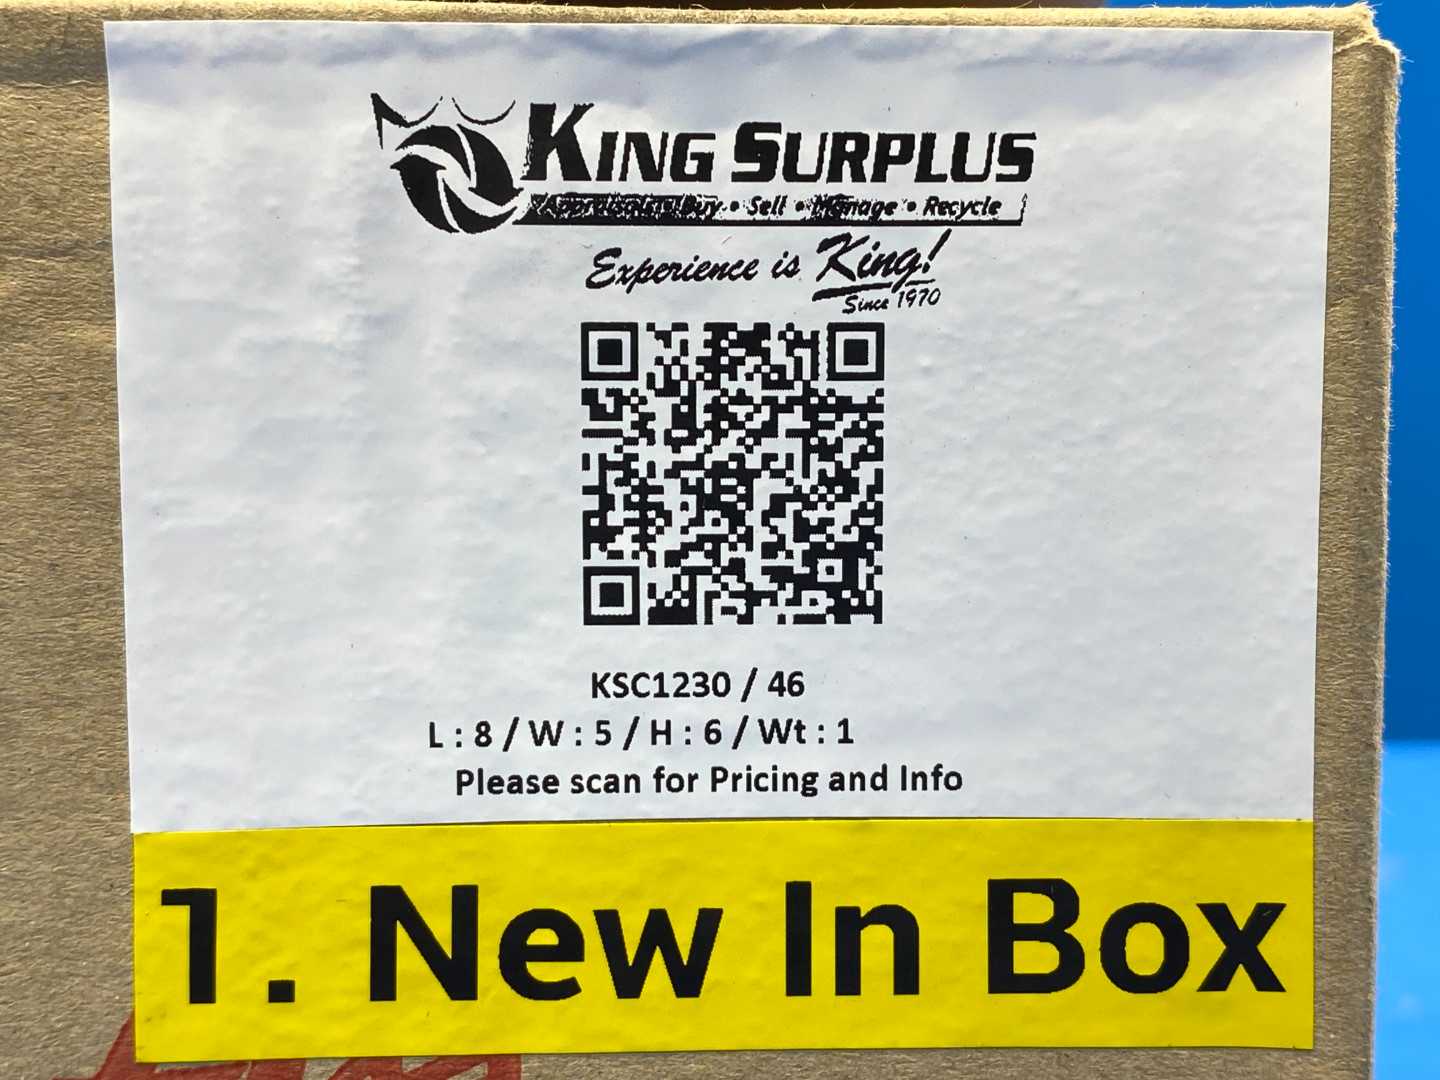 KING SURPLUS
Appraisals • Buy • Sell • Manage • Recycle
Experience is King!
Since 1970
KSC1230 / 46
L : 8 / W : 5 / H : 6 / Wt : 1
Please scan for Pricing and Info
1. New In Box